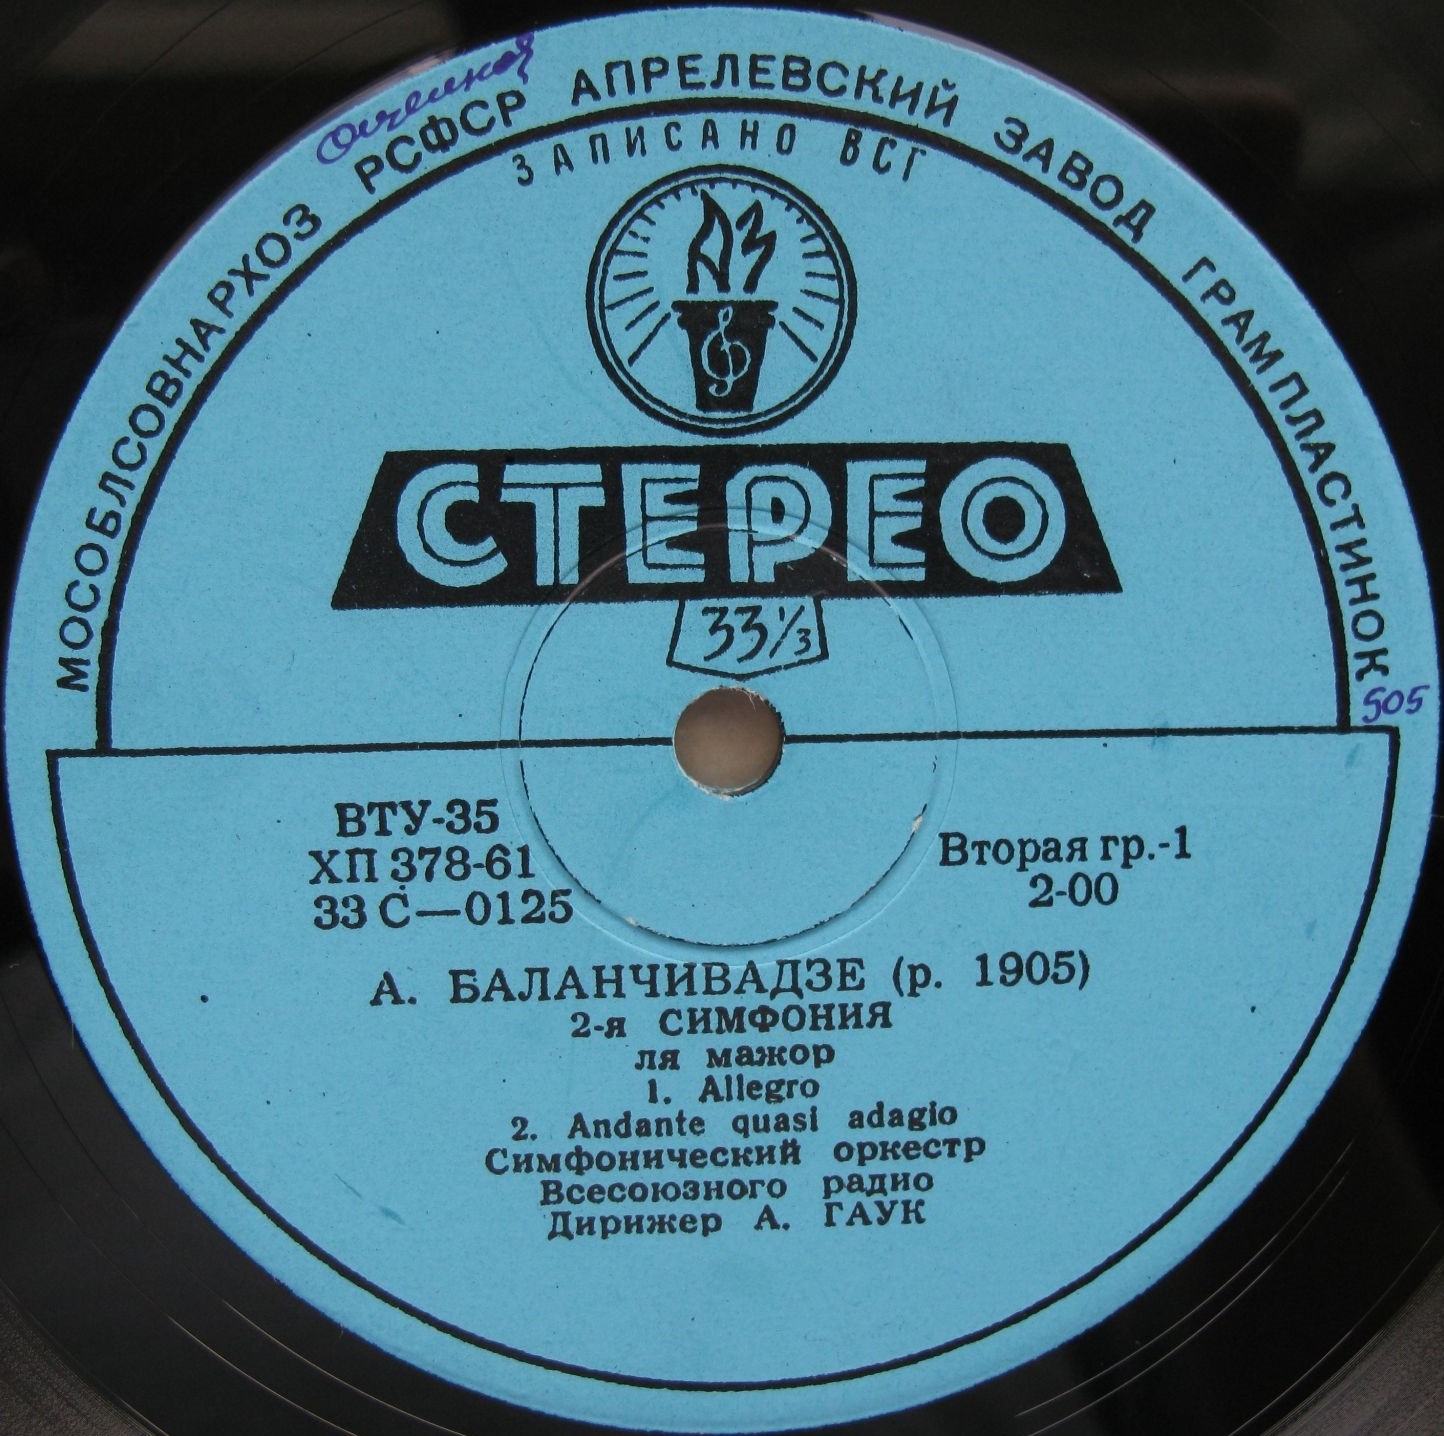 МОСОБЛСОВНАРХОЗ РСФСР АПРЕЛЕВСКИЙ ЗАВОД ГРАМПЛАСТИНОК
505
ЗАПИСАНО ВСГ
АЗ
СТЕРЕО
33⅓
ВТУ-35
ХП 378-61
33 С—0125
Вторая гр.-1
2-00
А. БАЛАНЧИВАДЗЕ (р. 1905)
2-я СИМФОНИЯ
ля мажор
1. Allegro
2. Andante quasi adagio
Симфонический оркестр
Всесоюзного радио
Дирижер А. ГАУК